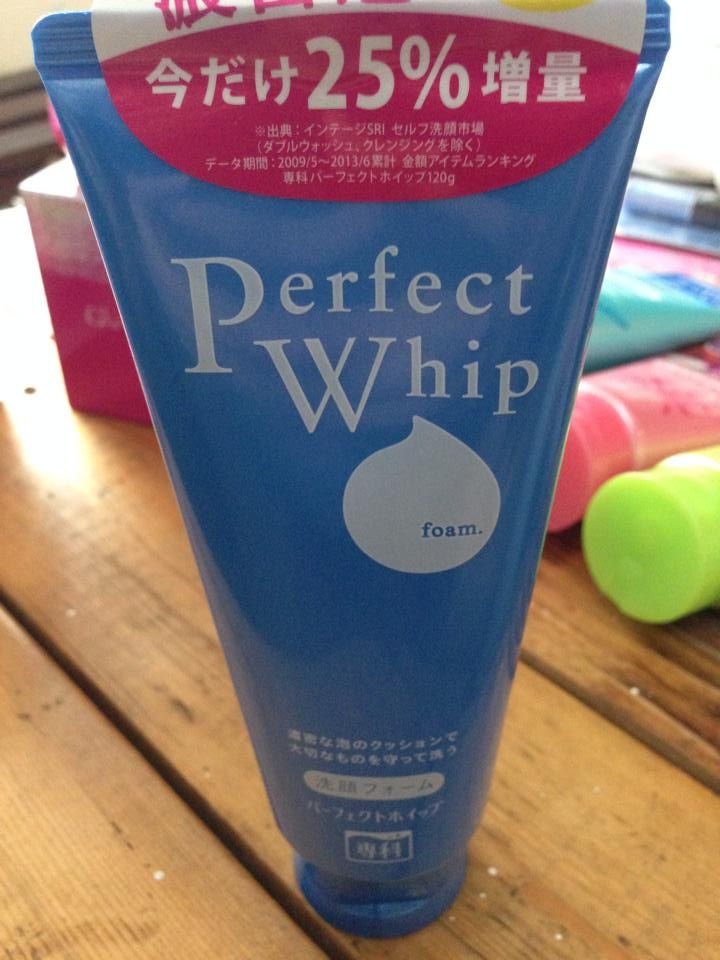 今だけ25%増量
※出典：インテージSRI セルフ洗顔市場
（ダブルウォッシュ、クレンジングを除く）
データ期間：2009/5～2013/6累計 金額アイテムランキング
専科 パーフェクトホイップ120g
Perfect
Whip
foam.
濃密な泡のクッションで
大切なものを守って洗う
洗顔フォーム
パーフェクトホイップ
専科